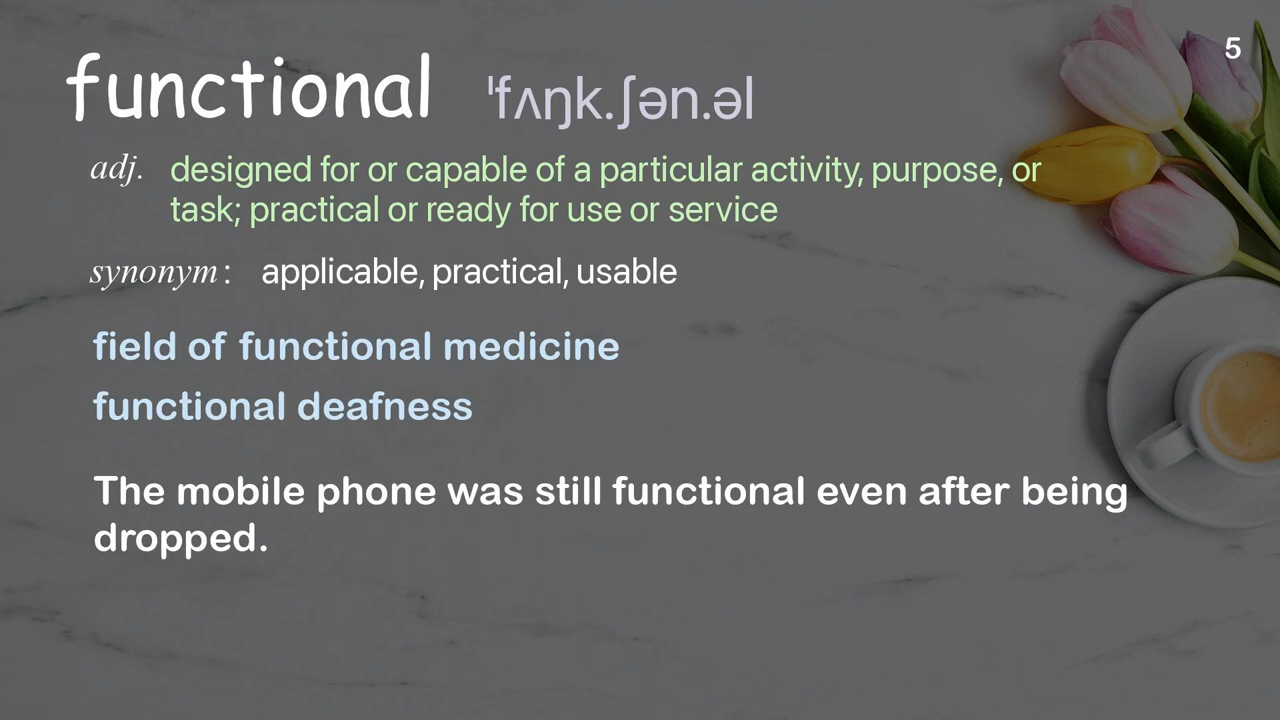 5
functional ˈfʌŋk.ʃən.əl
adj. designed for or capable of a particular activity, purpose, or
task; practical or ready for use or service
synonym : applicable, practical, usable
field of functional medicine
functional deafness
The mobile phone was still functional even after being
dropped.